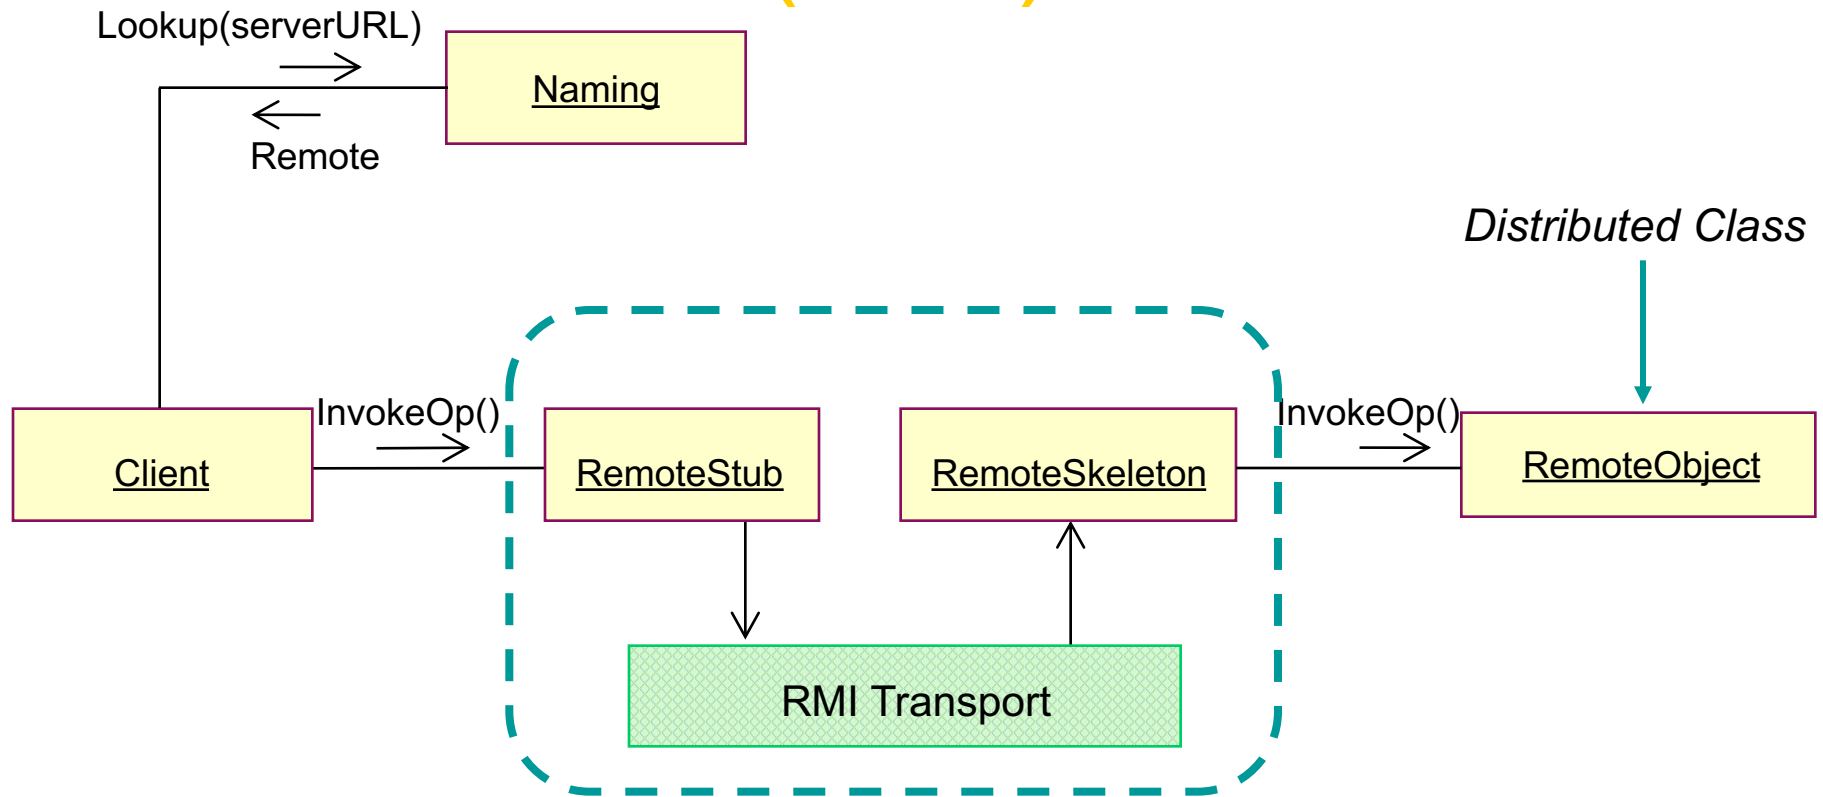 Lookup(serverURL)
Naming
Remote
Distributed Class
InvokeOp()
InvokeOp()
Client
RemoteStub
RemoteSkeleton
RemoteObject
RMI Transport